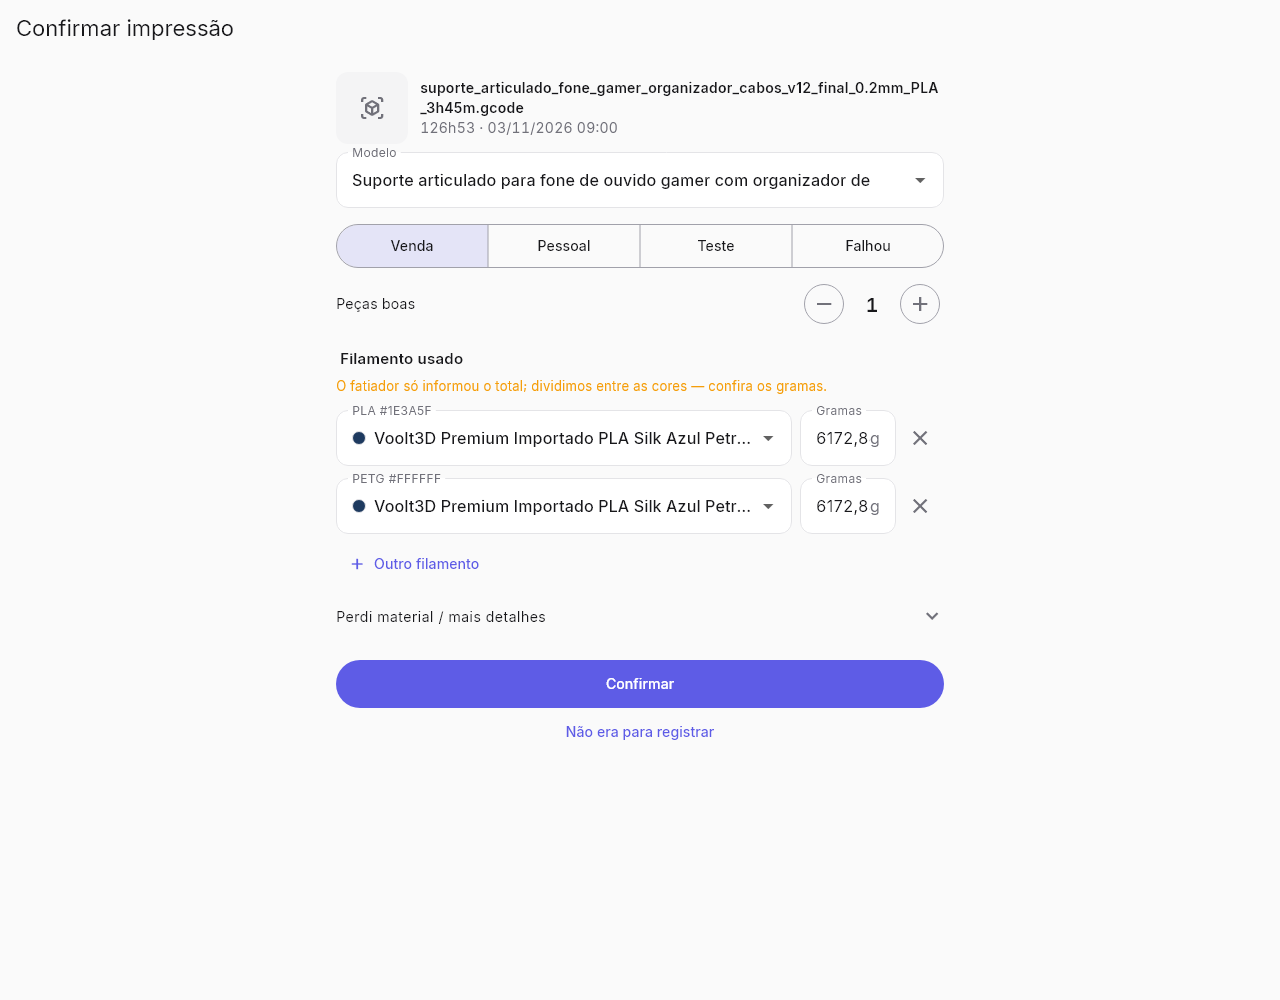 Confirmar impressão
suporte_articulado_fone_gamer_organizador_cabos_v12_final_0.2mm_PLA
_3h45m.gcode
126h53 · 03/11/2026 09:00
Modelo
Suporte articulado para fone de ouvido gamer com organizador de
Venda
Pessoal
Teste
Falhou
Peças boas
1
Filamento usado
O fatiador só informou o total; dividimos entre as cores — confira os gramas.
PLA #1E3A5F
Voolt3D Premium Importado PLA Silk Azul Petr...
Gramas
6172,8g
PETG #FFFFFF
Voolt3D Premium Importado PLA Silk Azul Petr...
Gramas
6172,8g
Outro filamento
Perdi material / mais detalhes
Confirmar
Não era para registrar